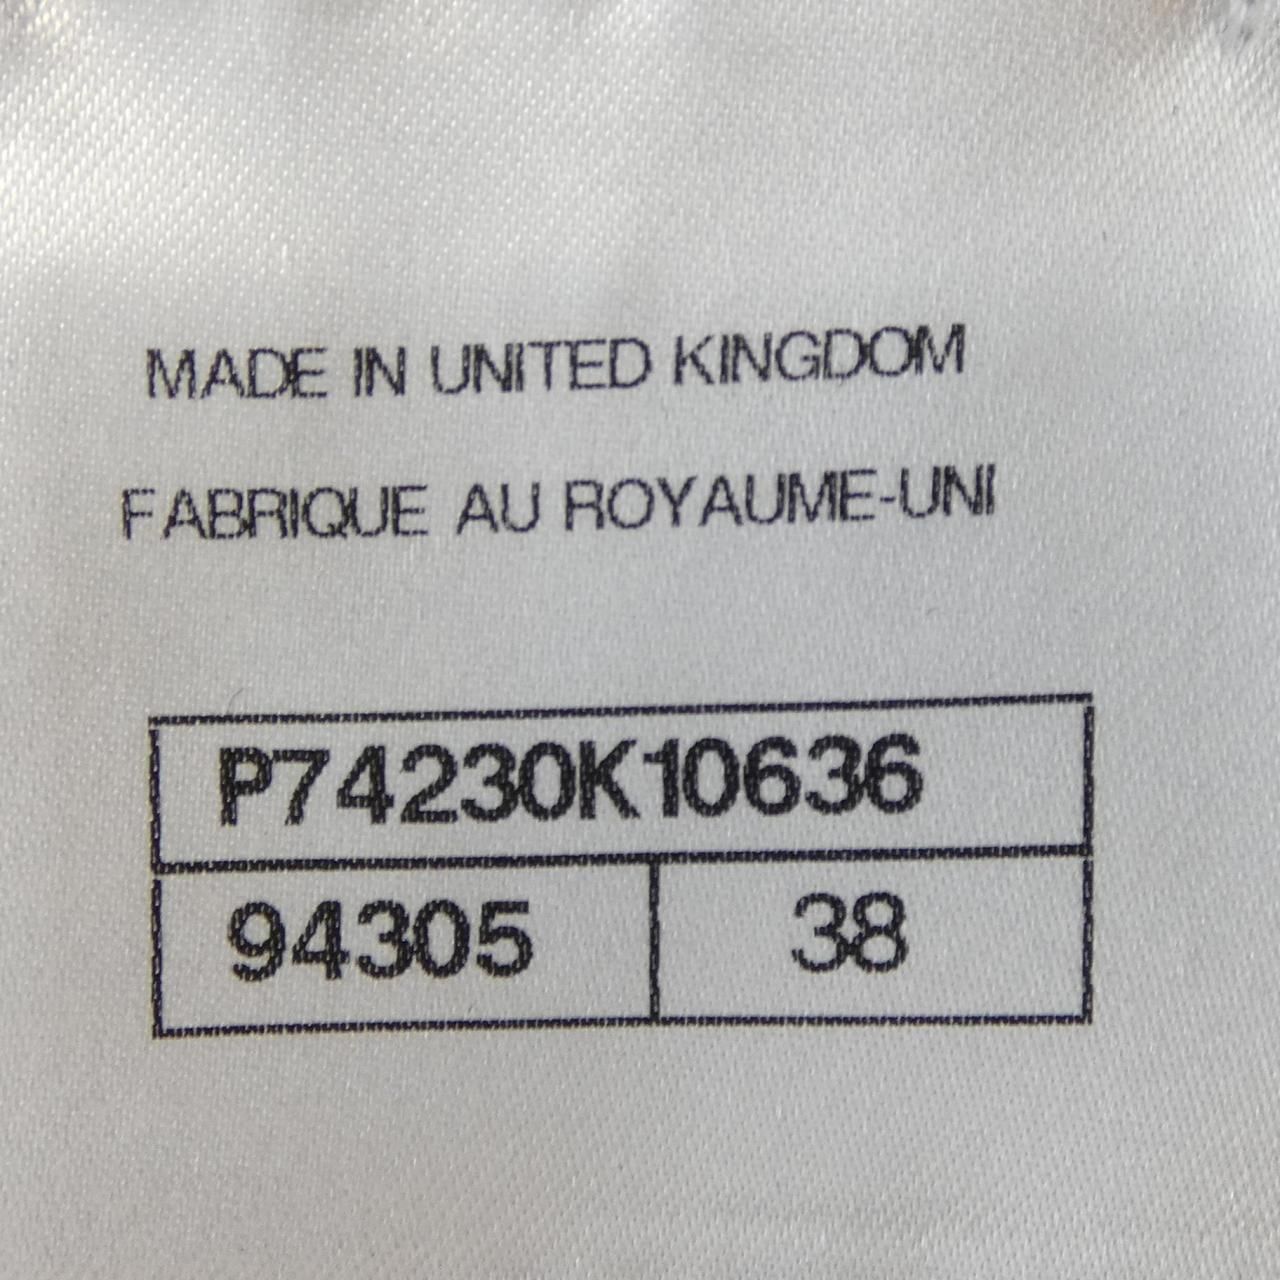 MADE IN UNITED KINGDOM
FABRIQUE AU ROYAUME-UNI
P74230K10636
94305 38